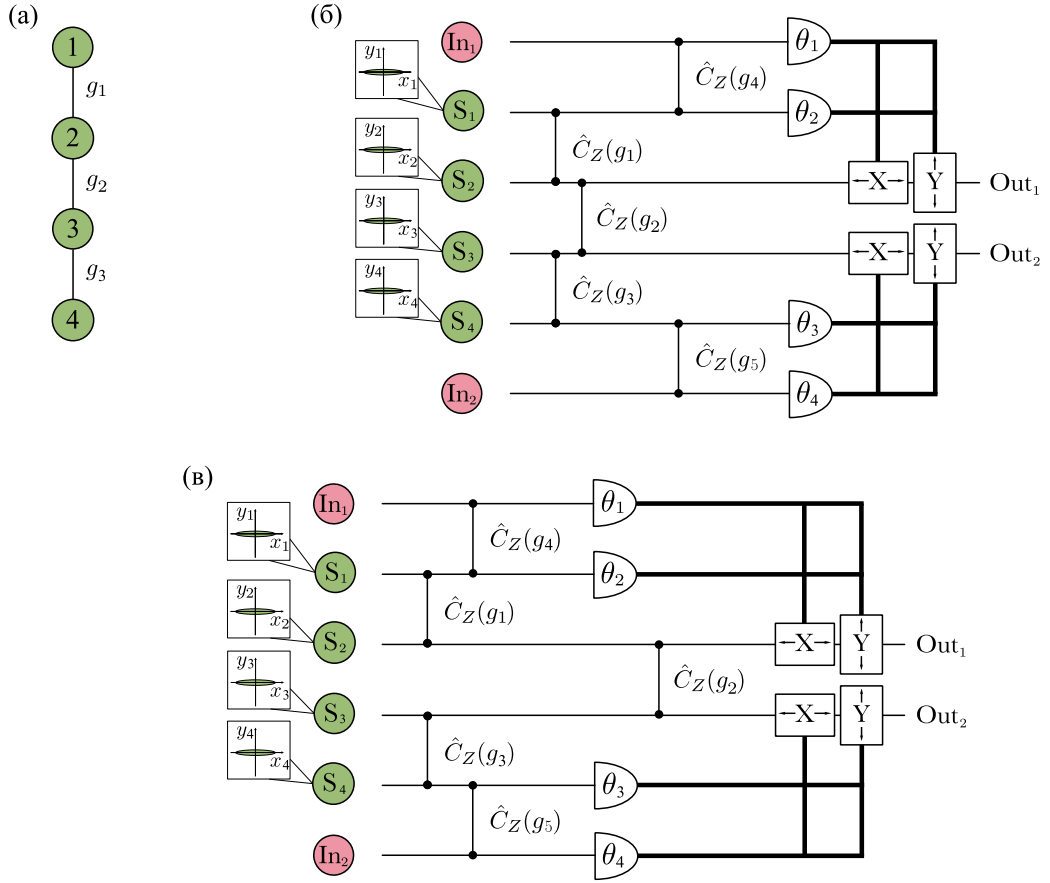 (а)
1
g₁
2
g₂
3
g₃
4
(б)
In₁
θ₁
y₁
x₁
Ĉ_Z(g₄)
S₁
θ₂
y₂
x₂
Ĉ_Z(g₁)
S₂
X
Y
Out₁
y₃
x₃
Ĉ_Z(g₂)
S₃
X
Y
Out₂
y₄
x₄
Ĉ_Z(g₃)
S₄
θ₃
Ĉ_Z(g₅)
In₂
θ₄
(в)
In₁
θ₁
y₁
x₁
Ĉ_Z(g₄)
S₁
θ₂
y₂
x₂
Ĉ_Z(g₁)
S₂
X
Y
Out₁
y₃
x₃
Ĉ_Z(g₂)
S₃
X
Y
Out₂
y₄
x₄
Ĉ_Z(g₃)
S₄
θ₃
Ĉ_Z(g₅)
In₂
θ₄